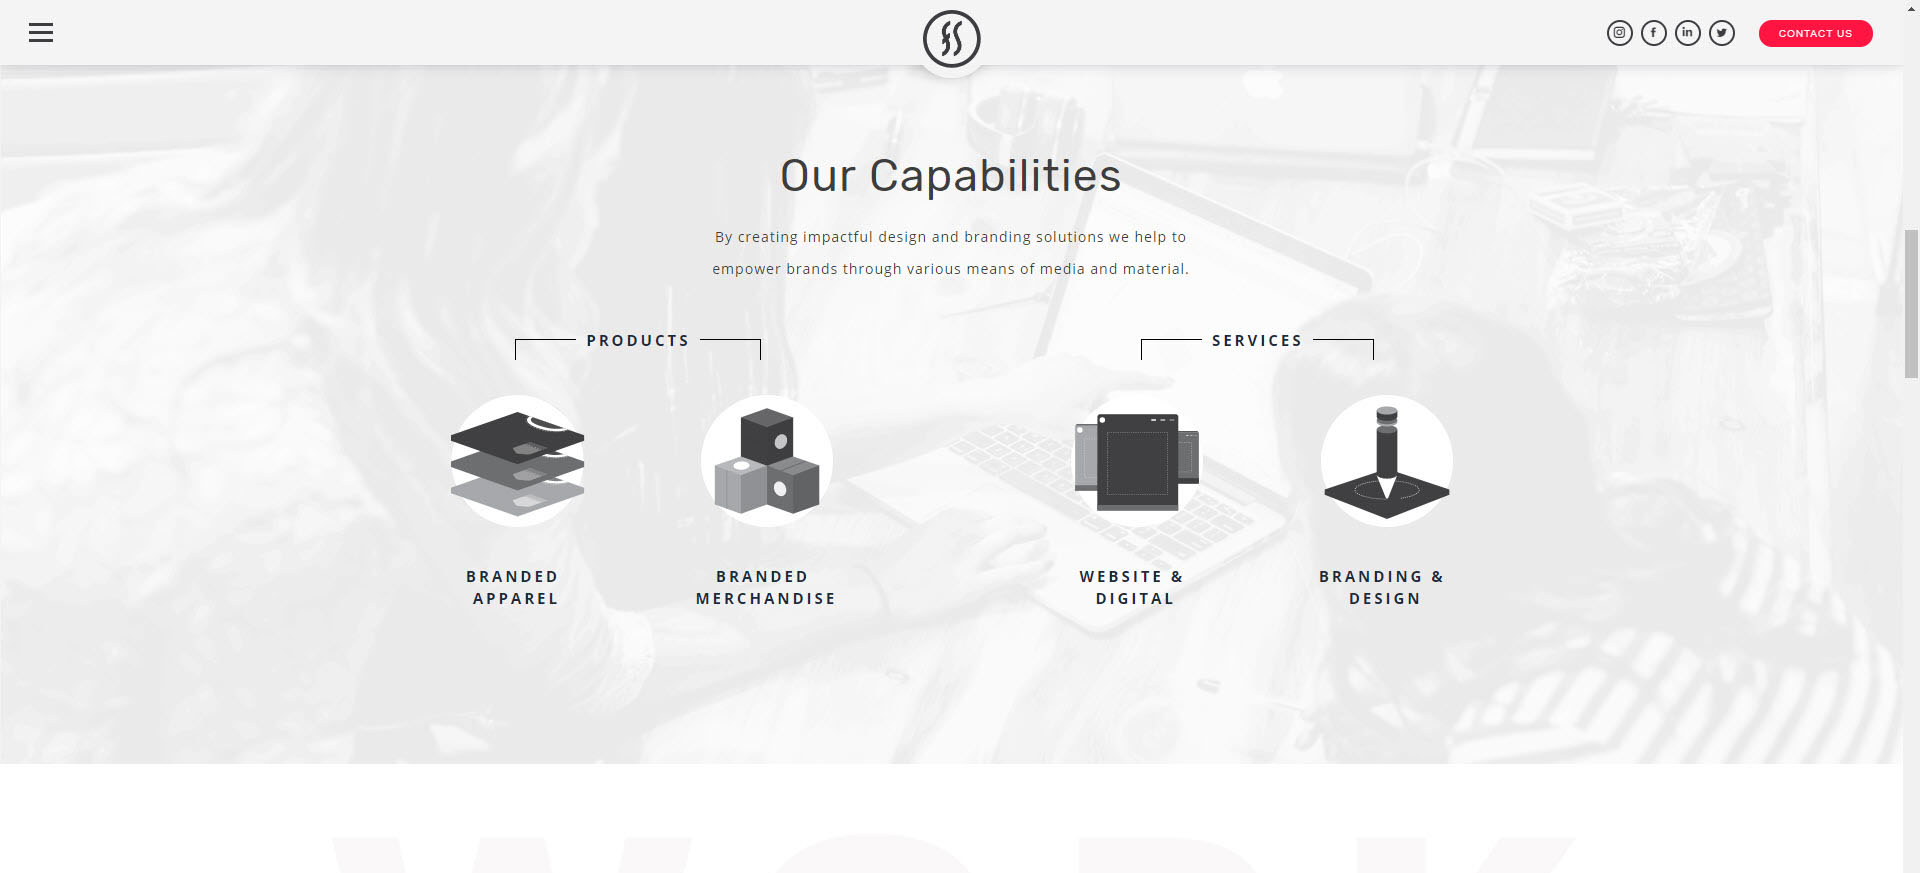 CONTACT US
Our Capabilities
By creating impactful design and branding solutions we help to
empower brands through various means of media and material.
PRODUCTS
SERVICES
BRANDED
APPAREL
BRANDED
MERCHANDISE
WEBSITE &
DIGITAL
BRANDING &
DESIGN
WORK